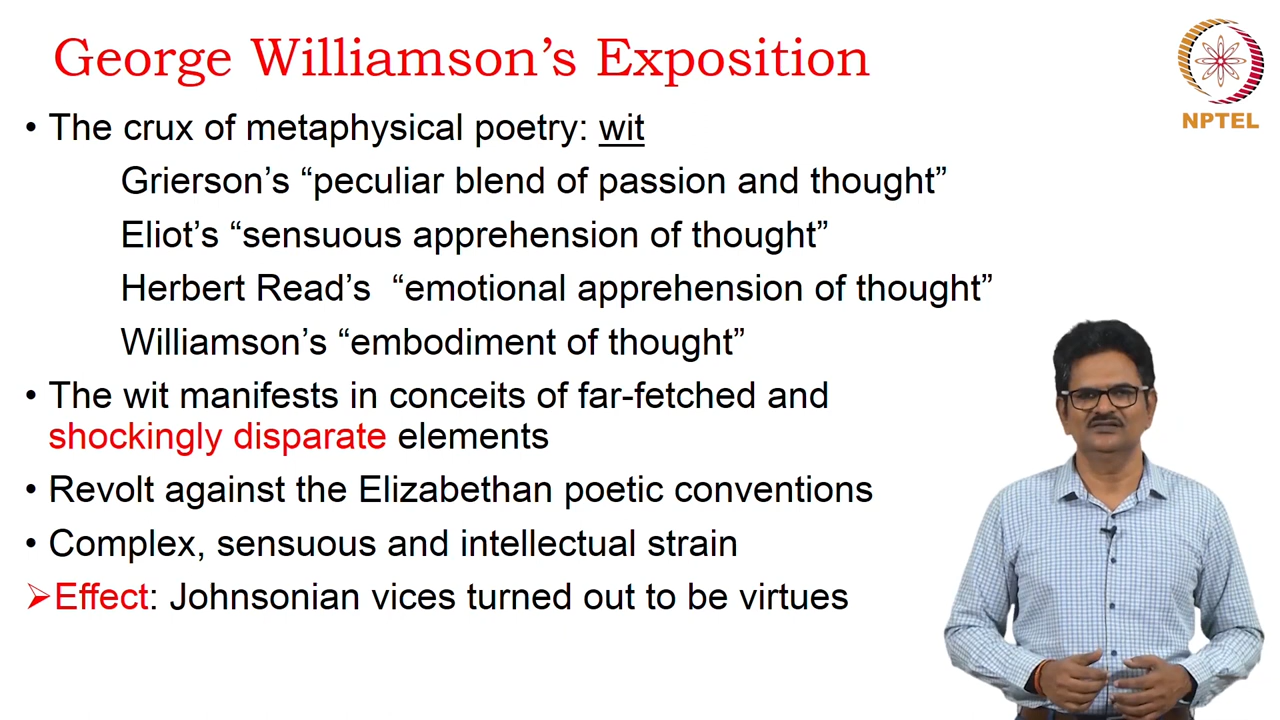 George Williamson’s Exposition
NPTEL
• The crux of metaphysical poetry: wit
Grierson’s “peculiar blend of passion and thought”
Eliot’s “sensuous apprehension of thought”
Herbert Read’s “emotional apprehension of thought”
Williamson’s “embodiment of thought”
• The wit manifests in conceits of far-fetched and
shockingly disparate elements
• Revolt against the Elizabethan poetic conventions
• Complex, sensuous and intellectual strain
➢Effect: Johnsonian vices turned out to be virtues